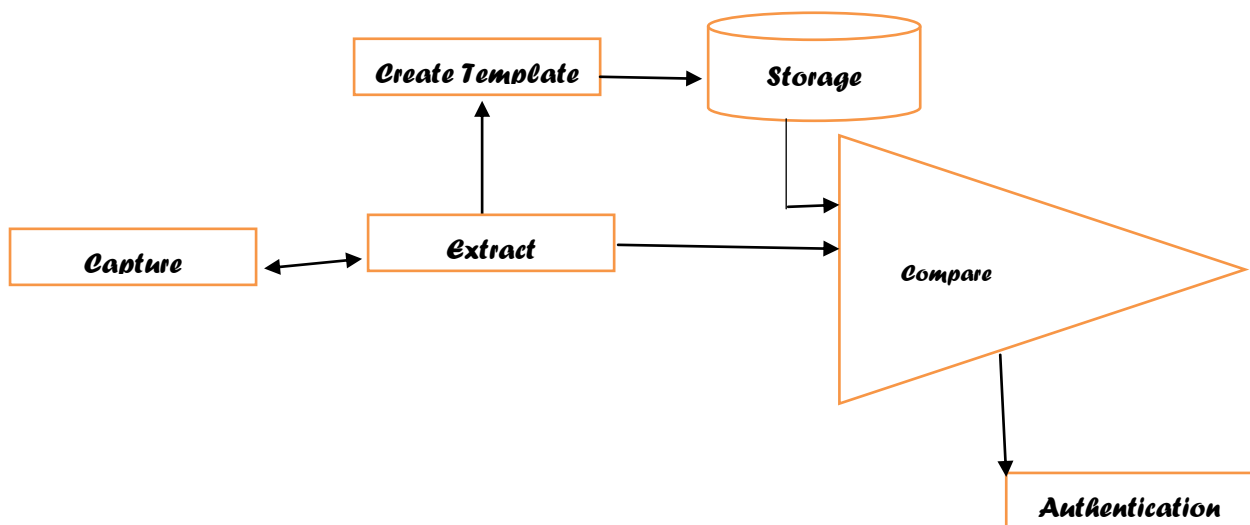 Create Template
Storage
Capture
Extract
Compare
Authentication